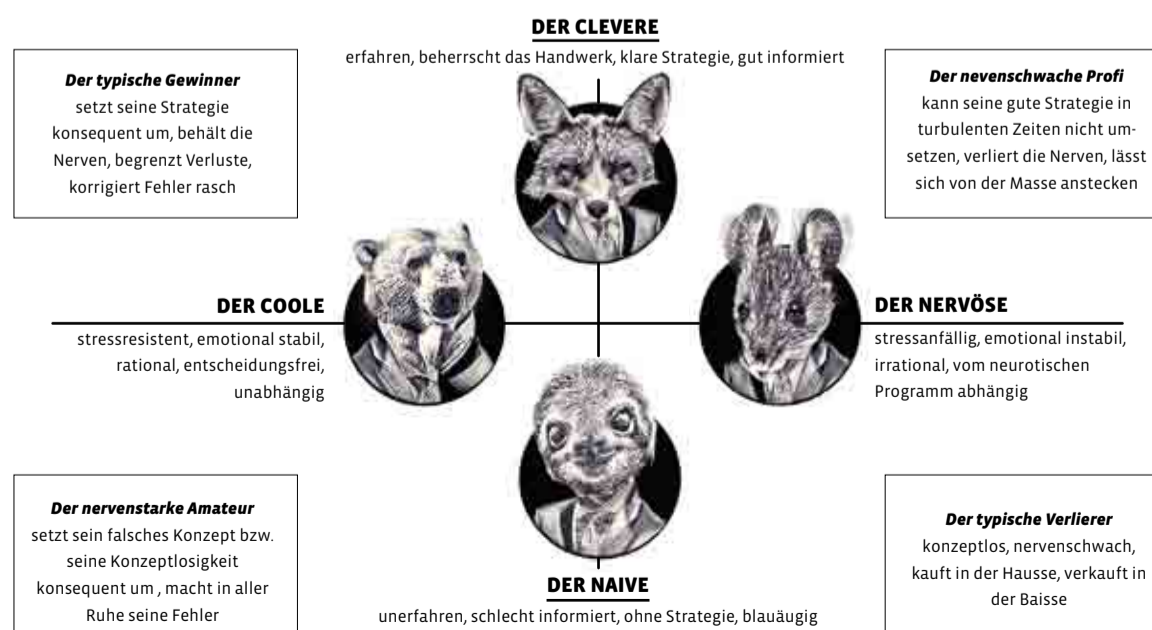 DER CLEVERE
erfahren, beherrscht das Handwerk, klare Strategie, gut informiert
Der typische Gewinner
setzt seine Strategie
konsequent um, behält die
Nerven, begrenzt Verluste,
korrigiert Fehler rasch
Der nevenschwache Profi
kann seine gute Strategie in
turbulenten Zeiten nicht um-
setzen, verliert die Nerven, lässt
sich von der Masse anstecken
DER COOLE
stressresistent, emotional stabil,
rational, entscheidungsfrei,
unabhängig
DER NERVÖSE
stressanfällig, emotional instabil,
irrational, vom neurotischen
Programm abhängig
Der nervenstarke Amateur
setzt sein falsches Konzept bzw.
seine Konzeptlosigkeit
konsequent um , macht in aller
Ruhe seine Fehler
Der typische Verlierer
konzeptlos, nervenschwach,
kauft in der Hausse, verkauft in
der Baisse
DER NAIVE
unerfahren, schlecht informiert, ohne Strategie, blauäugig